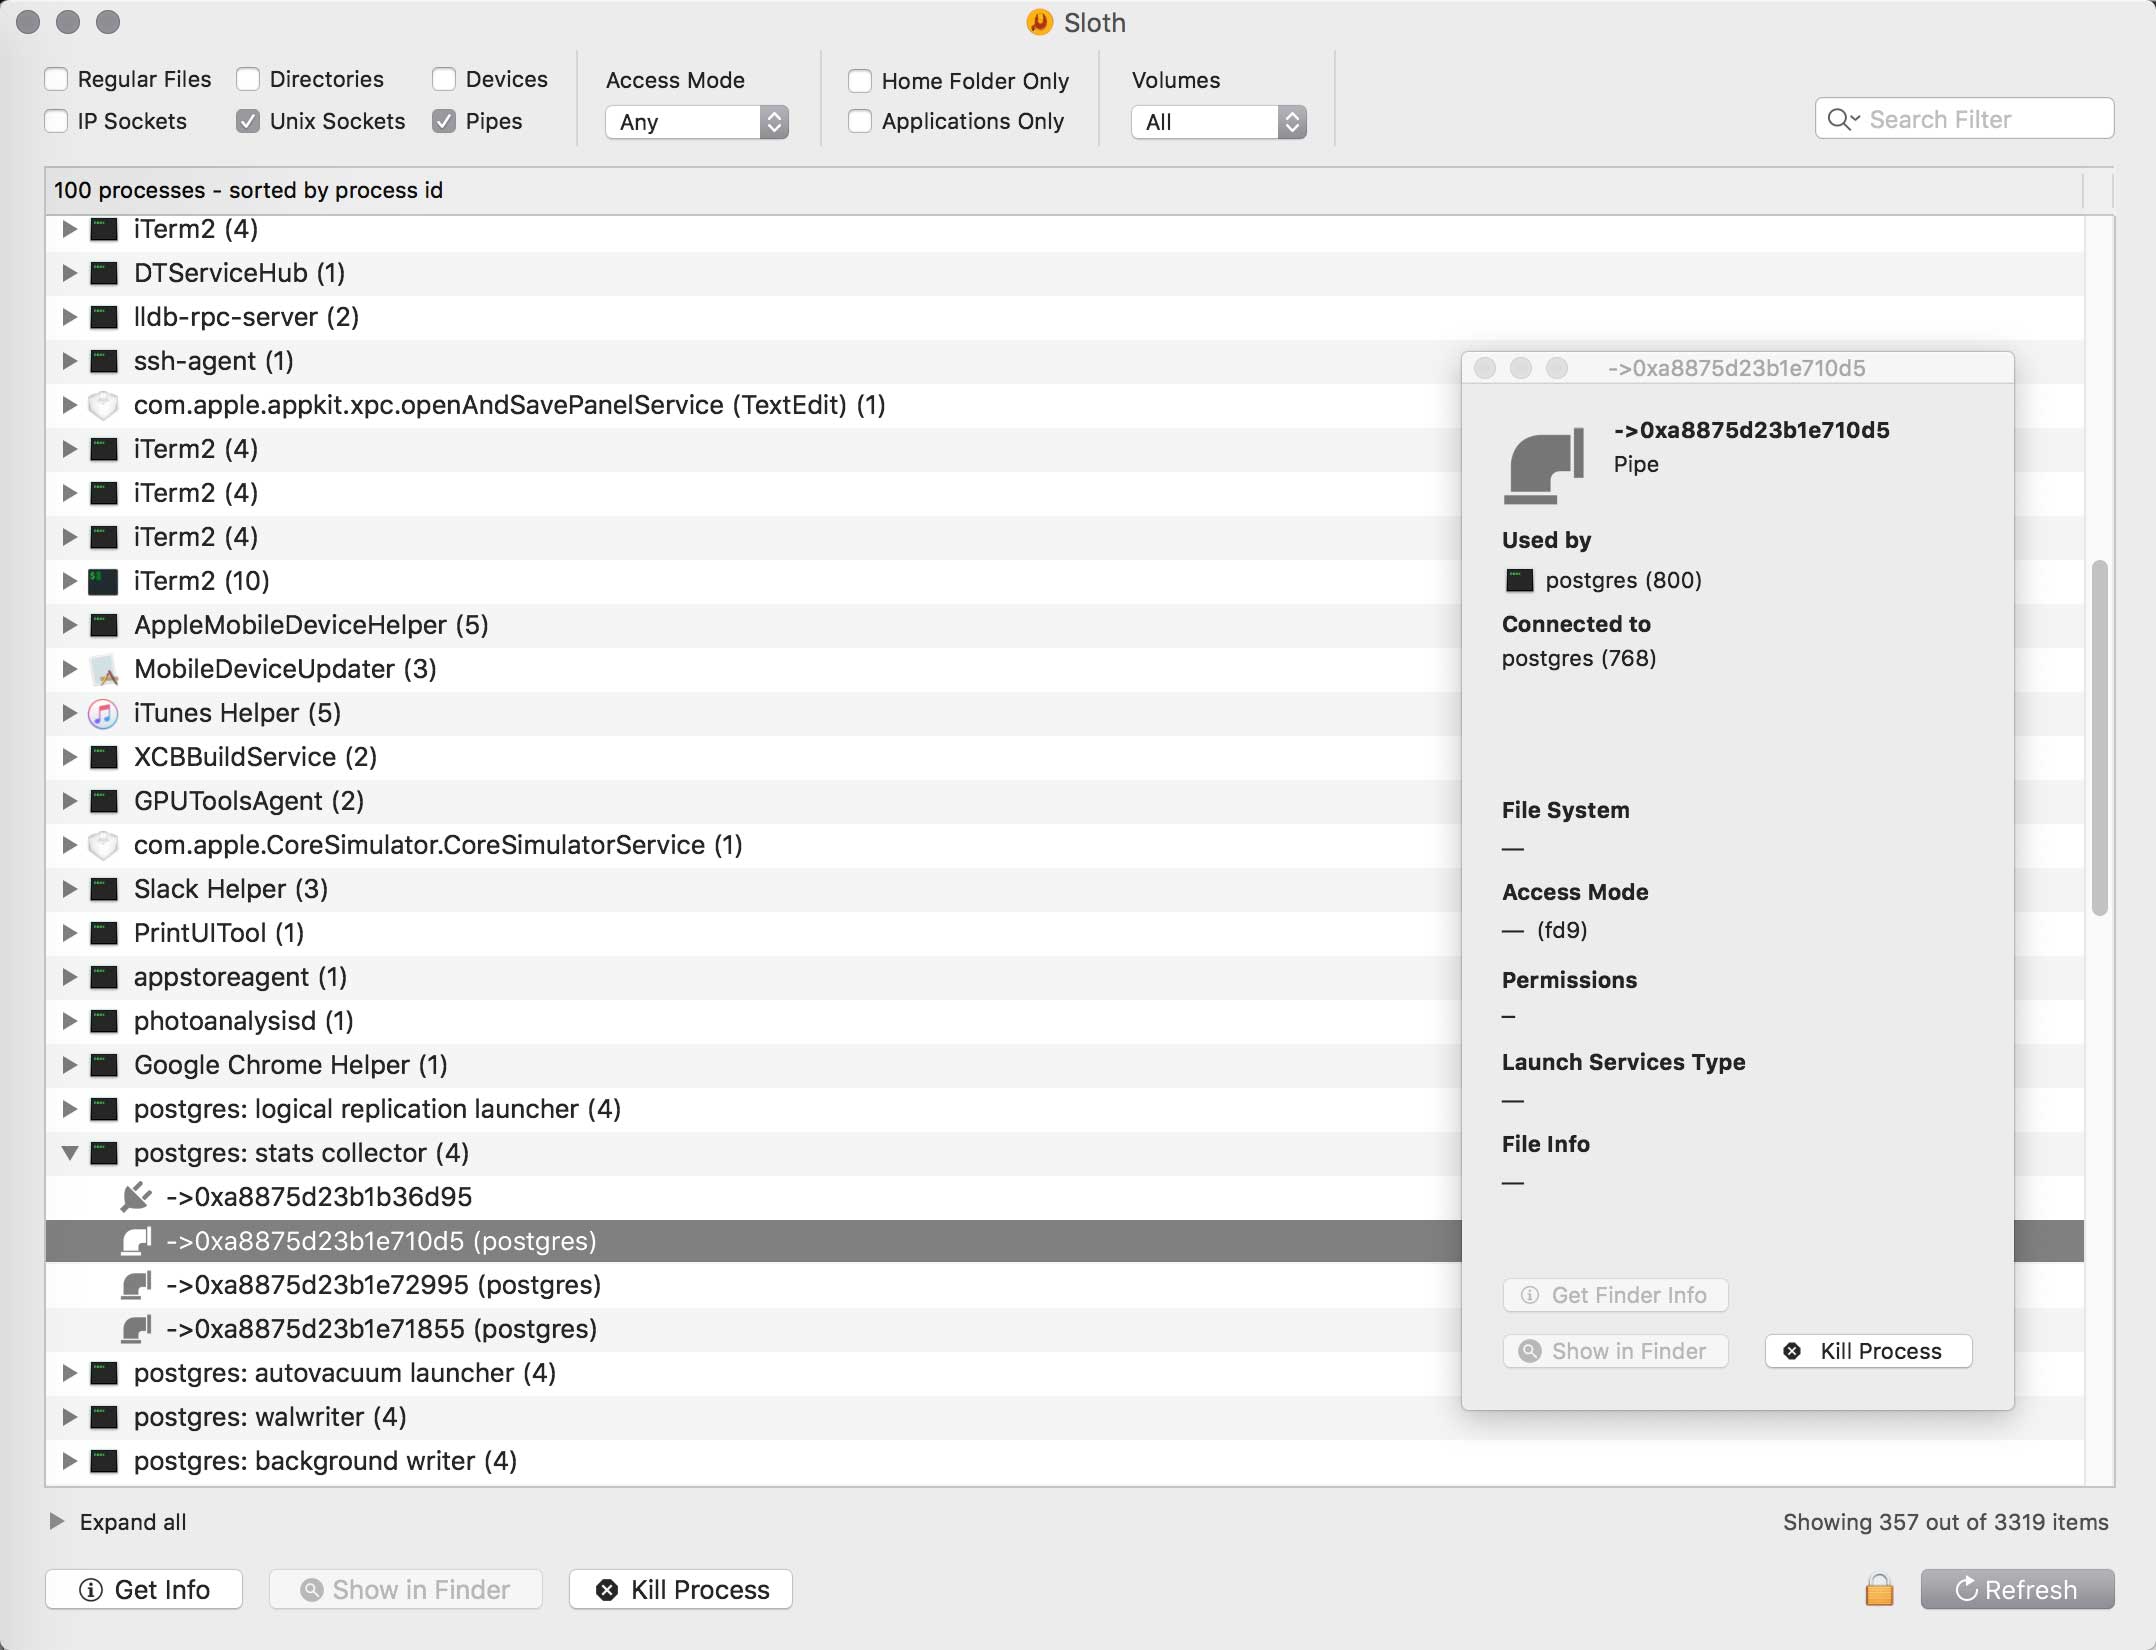 Sloth
Regular Files
Directories
Devices
IP Sockets
Unix Sockets
Pipes
Access Mode
Any
Home Folder Only
Applications Only
Volumes
All
Search Filter
100 processes - sorted by process id
iTerm2 (4)
DTServiceHub (1)
lldb-rpc-server (2)
ssh-agent (1)
com.apple.appkit.xpc.openAndSavePanelService (TextEdit) (1)
iTerm2 (4)
iTerm2 (4)
iTerm2 (4)
iTerm2 (10)
AppleMobileDeviceHelper (5)
MobileDeviceUpdater (3)
iTunes Helper (5)
XCBBuildService (2)
GPUToolsAgent (2)
com.apple.CoreSimulator.CoreSimulatorService (1)
Slack Helper (3)
PrintUITool (1)
appstoreagent (1)
photoanalysisd (1)
Google Chrome Helper (1)
postgres: logical replication launcher (4)
postgres: stats collector (4)
->0xa8875d23b1b36d95
->0xa8875d23b1e710d5 (postgres)
->0xa8875d23b1e72995 (postgres)
->0xa8875d23b1e71855 (postgres)
postgres: autovacuum launcher (4)
postgres: walwriter (4)
postgres: background writer (4)
->0xa8875d23b1e710d5
->0xa8875d23b1e710d5
Pipe
Used by
postgres (800)
Connected to
postgres (768)
File System
—
Access Mode
— (fd9)
Permissions
–
Launch Services Type
—
File Info
—
Get Finder Info
Show in Finder
Kill Process
Expand all
Showing 357 out of 3319 items
Get Info
Show in Finder
Kill Process
Refresh